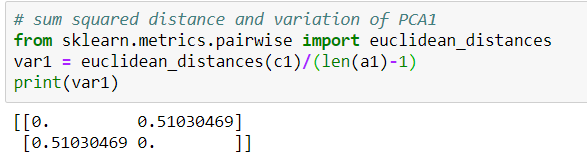 # sum squared distance and variation of PCA1
from sklearn.metrics.pairwise import euclidean_distances
var1 = euclidean_distances(c1)/(len(a1)-1)
print(var1)
[[0.         0.51030469]
 [0.51030469 0.        ]]